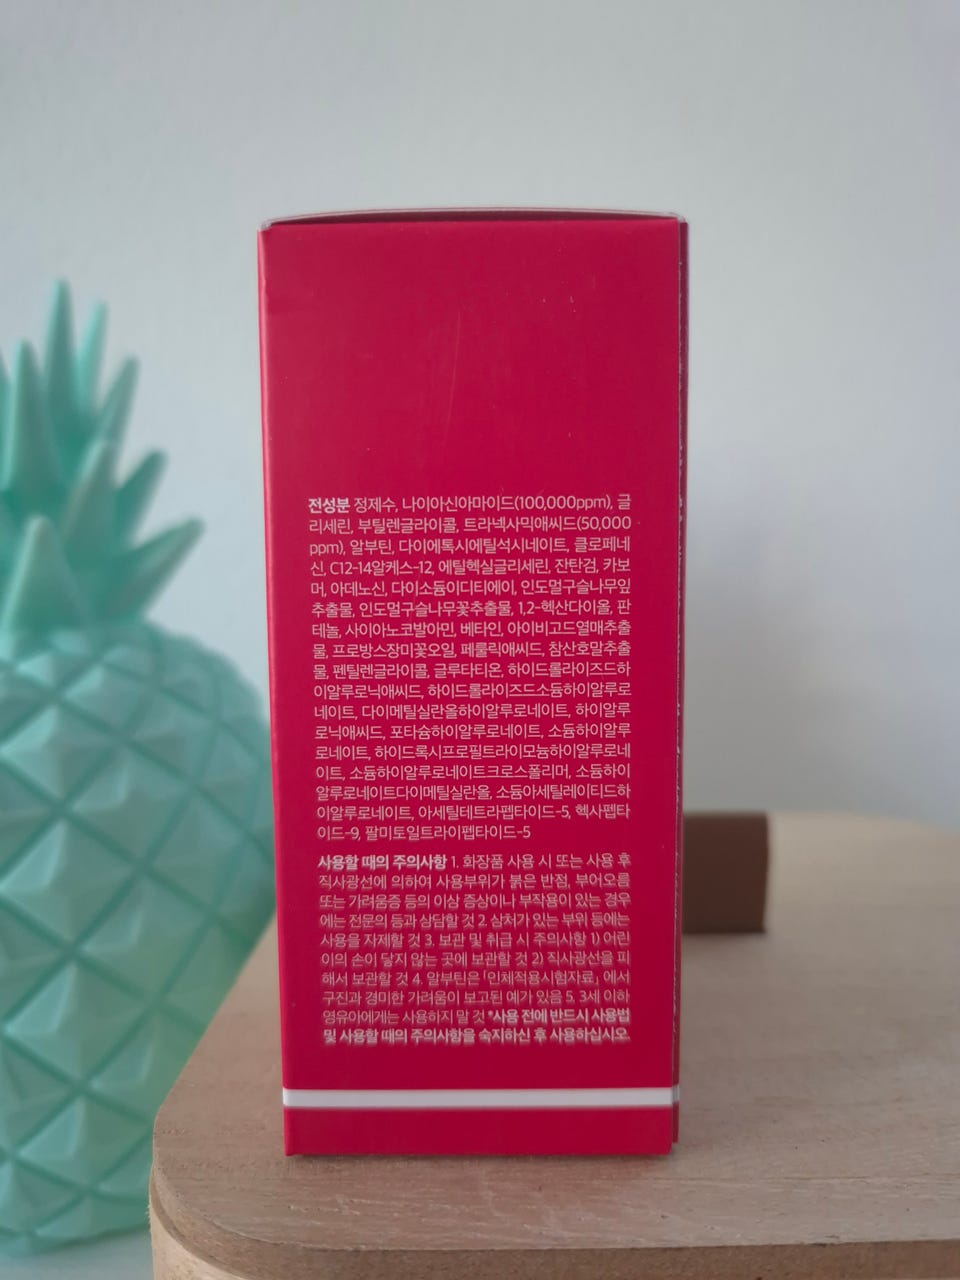 전성분 정제수, 나이아신아마이드(100,000ppm), 글
리세린, 부틸렌글라이콜, 트라넥사믹애씨드(50,000
ppm), 알부틴, 다이에톡시에틸석시네이트, 클로페네
신, C12-14알케스-12, 에틸헥실글리세린, 잔탄검, 카보
머, 아데노신, 다이소듐이디티에이, 인도멀구슬나무잎
추출물, 인도멀구슬나무꽃추출물, 1,2-헥산다이올, 판
테놀, 사이아노코발아민, 베타인, 아이비고드열매추출
물, 프로방스장미꽃오일, 페룰릭애씨드, 참산호말추출
물, 펜틸렌글라이콜, 글루타티온, 하이드롤라이즈드하
이알루로닉애씨드, 하이드롤라이즈드소듐하이알루로
네이트, 다이메틸실란올하이알루로네이트, 하이알루
로닉애씨드, 포타슘하이알루로네이트, 소듐하이알루
로네이트, 하이드록시프로필트라이모늄하이알루로네
이트, 소듐하이알루로네이트크로스폴리머, 소듐하이
알루로네이트다이메틸실란올, 소듐아세틸레이티드하
이알루로네이트, 아세틸테트라펩타이드-5, 헥사펩타
이드-9, 팔미토일트라이펩타이드-5
사용할 때의 주의사항 1. 화장품 사용 시 또는 사용 후
직사광선에 의하여 사용부위가 붉은 반점, 부어오름
또는 가려움증 등의 이상 증상이나 부작용이 있는 경우
에는 전문의 등과 상담할 것 2. 상처가 있는 부위 등에는
사용을 자제할 것 3. 보관 및 취급 시 주의사항 1) 어린
이의 손이 닿지 않는 곳에 보관할 것 2) 직사광선을 피
해서 보관할 것 4. 알부틴은 「인체적용시험자료」 에서
구진과 경미한 가려움이 보고된 예가 있음 5. 3세 이하
영유아에게는 사용하지 말 것 *사용 전에 반드시 사용법
및 사용할 때의 주의사항을 숙지하신 후 사용하십시오.